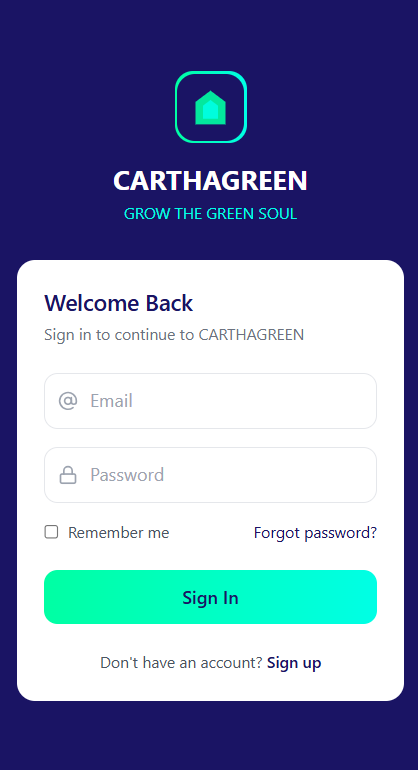 CARTHAGREEN
GROW THE GREEN SOUL
Welcome Back
Sign in to continue to CARTHAGREEN
Email
Password
Remember me
Forgot password?
Sign In
Don't have an account? Sign up